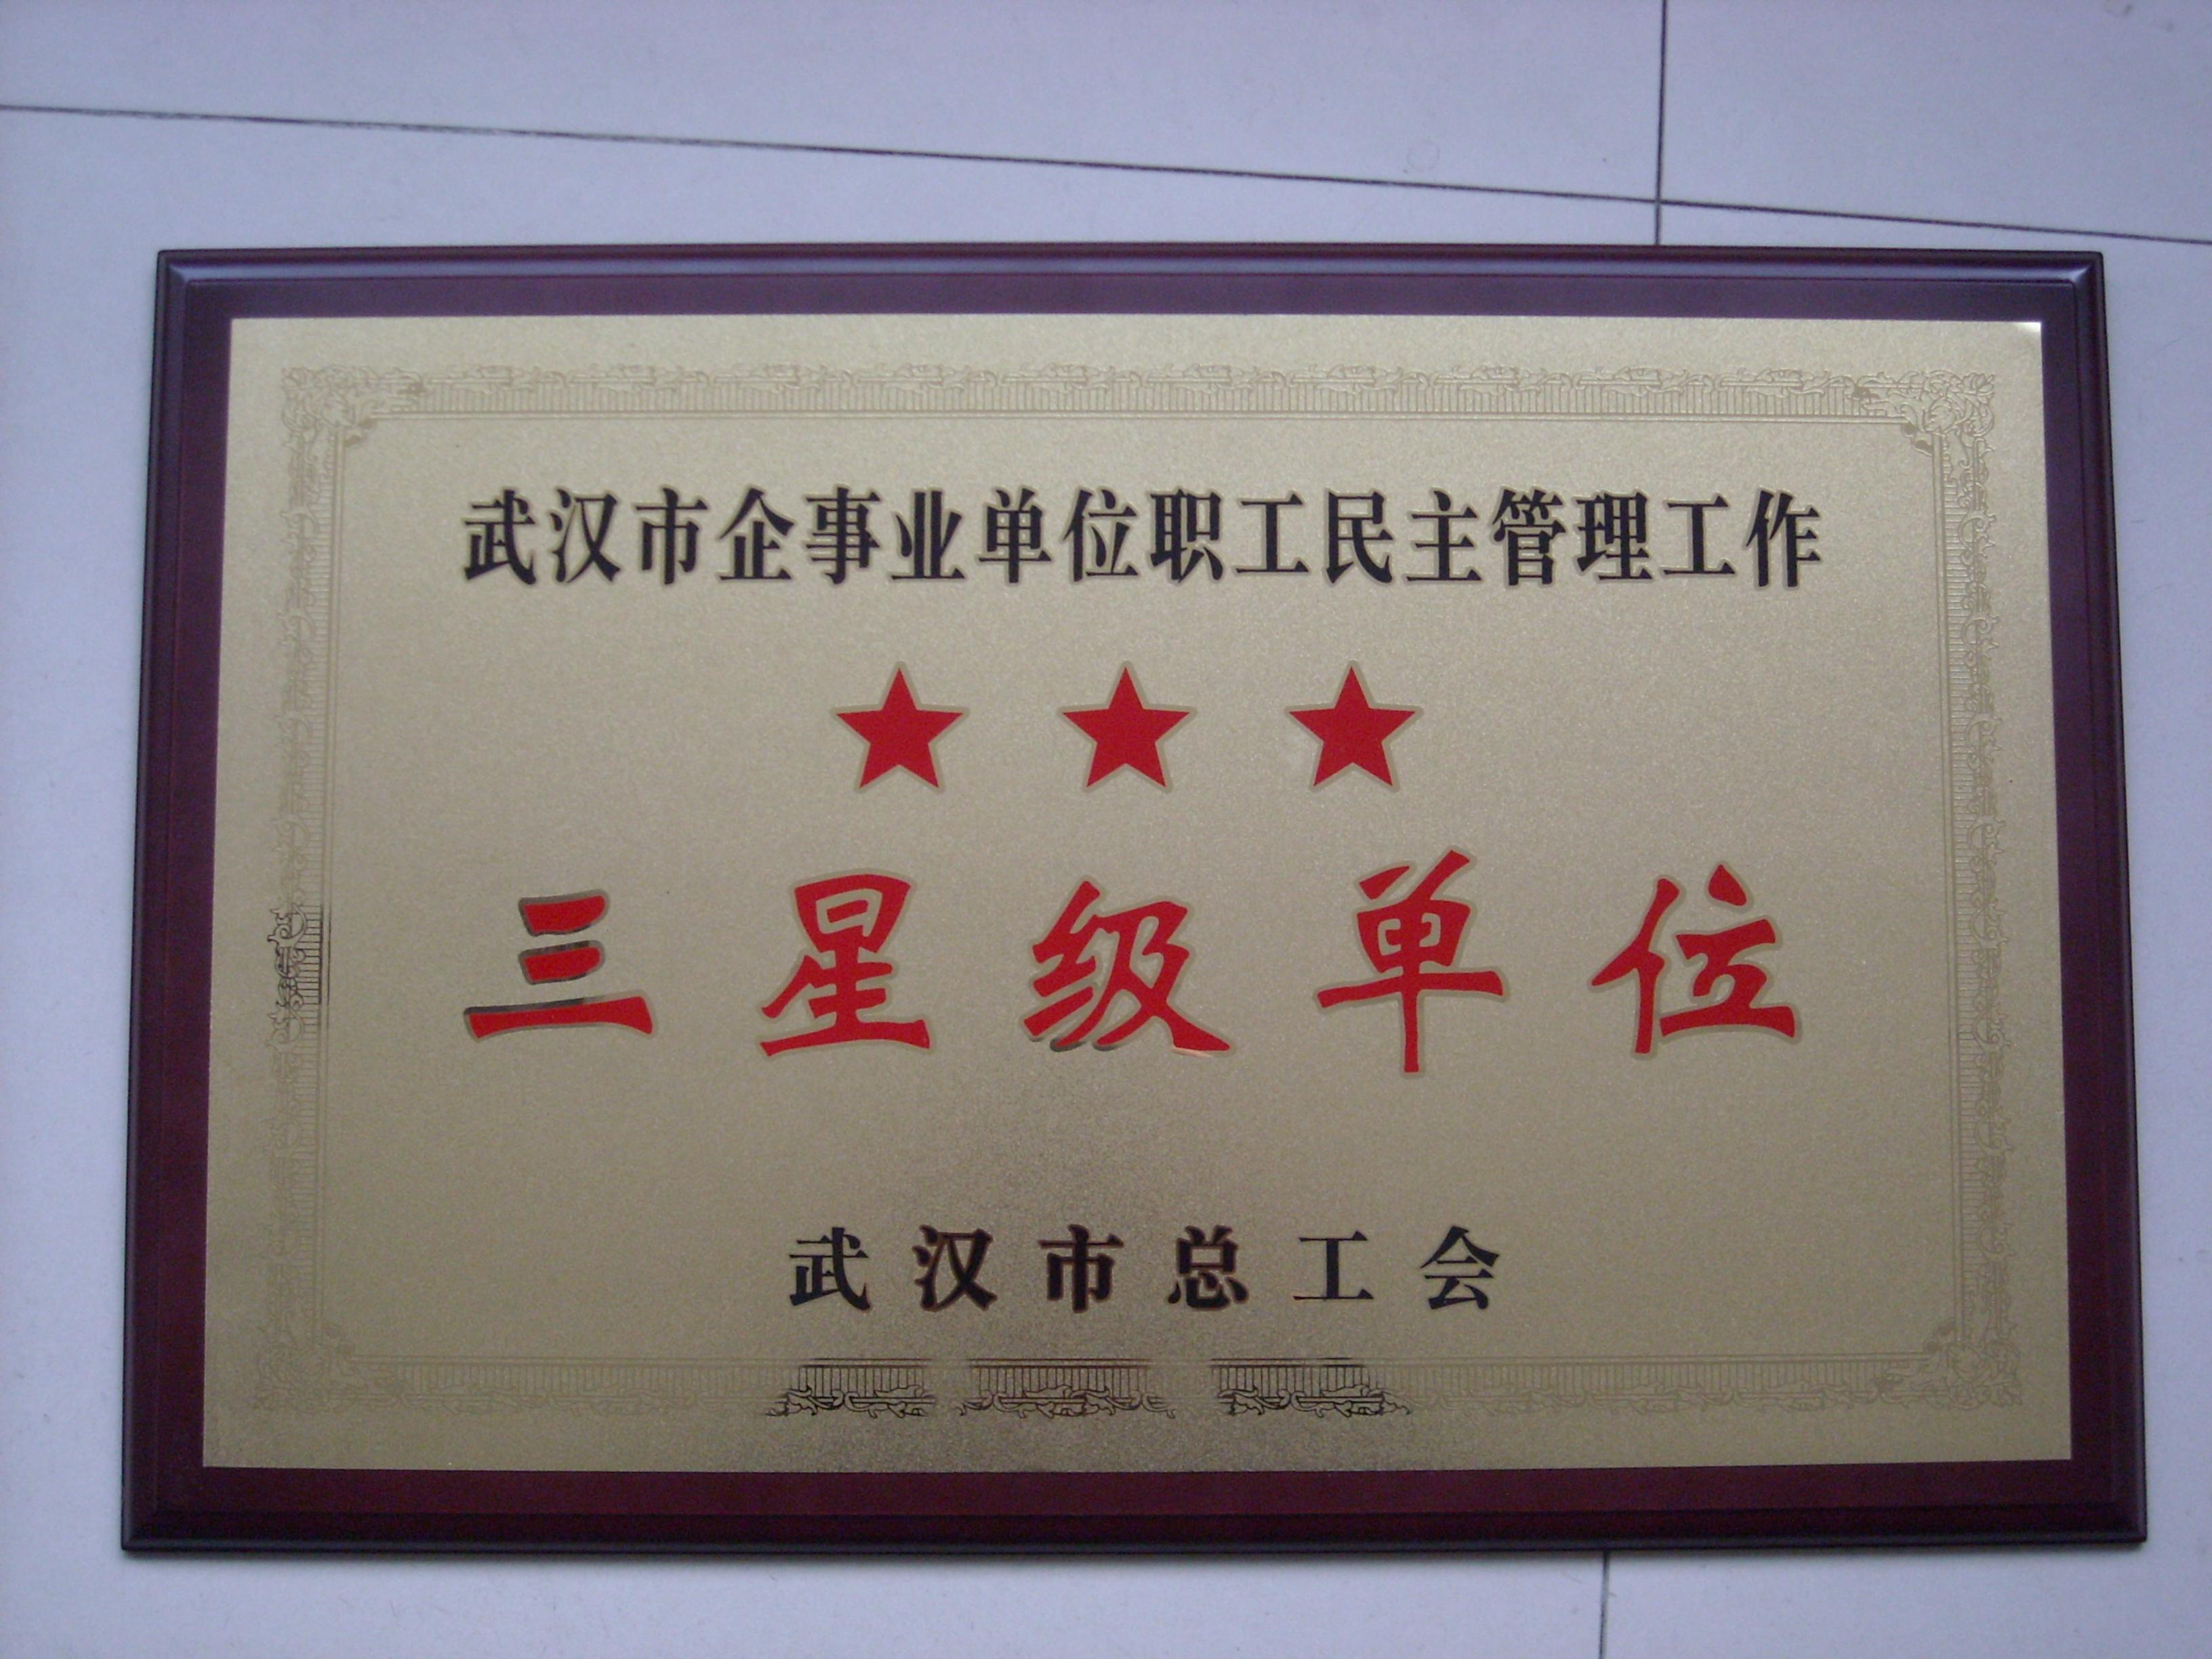 武汉市企事业单位职工民主管理工作
★ ★ ★
三星级单位
武汉市总工会